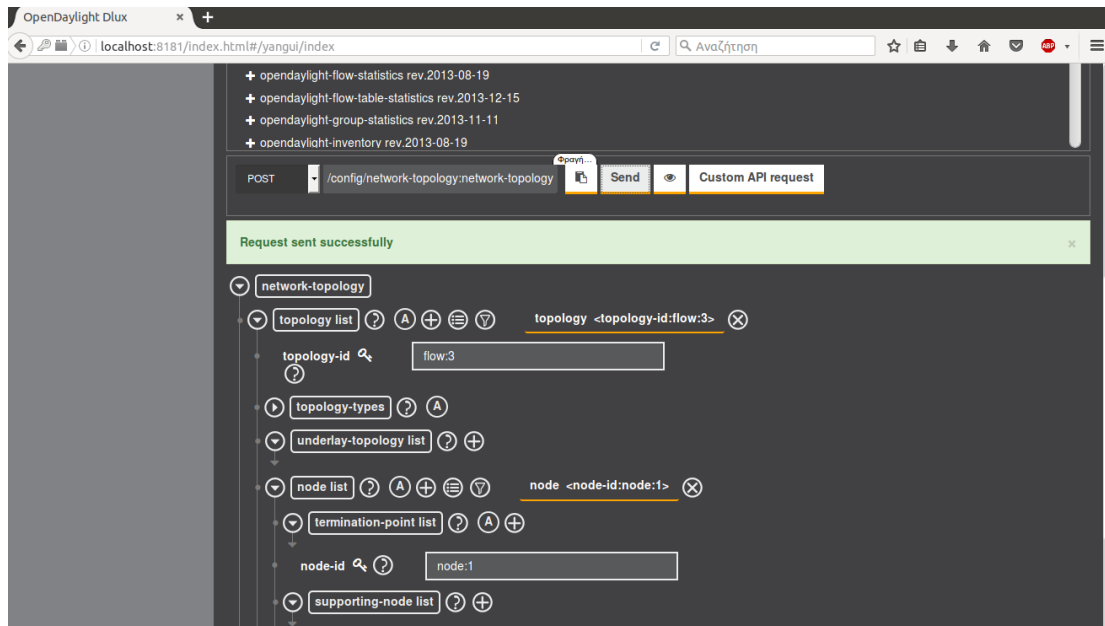 OpenDaylight Dlux × +
localhost:8181/index.html#/yangui/index Αναζήτηση ABP
opendaylight-flow-statistics rev.2013-08-19
opendaylight-flow-table-statistics rev.2013-12-15
opendaylight-group-statistics rev.2013-11-11
opendaylight-inventory rev.2013-08-19
Φραγή...
POST /config/network-topology:network-topology Send Custom API request
Request sent successfully ×
network-topology
topology list ? A topology <topology-id:flow:3>
topology-id flow:3
?
topology-types ? A
underlay-topology list ?
node list ? A node <node-id:node:1>
termination-point list ? A
node-id ? node:1
supporting-node list ?